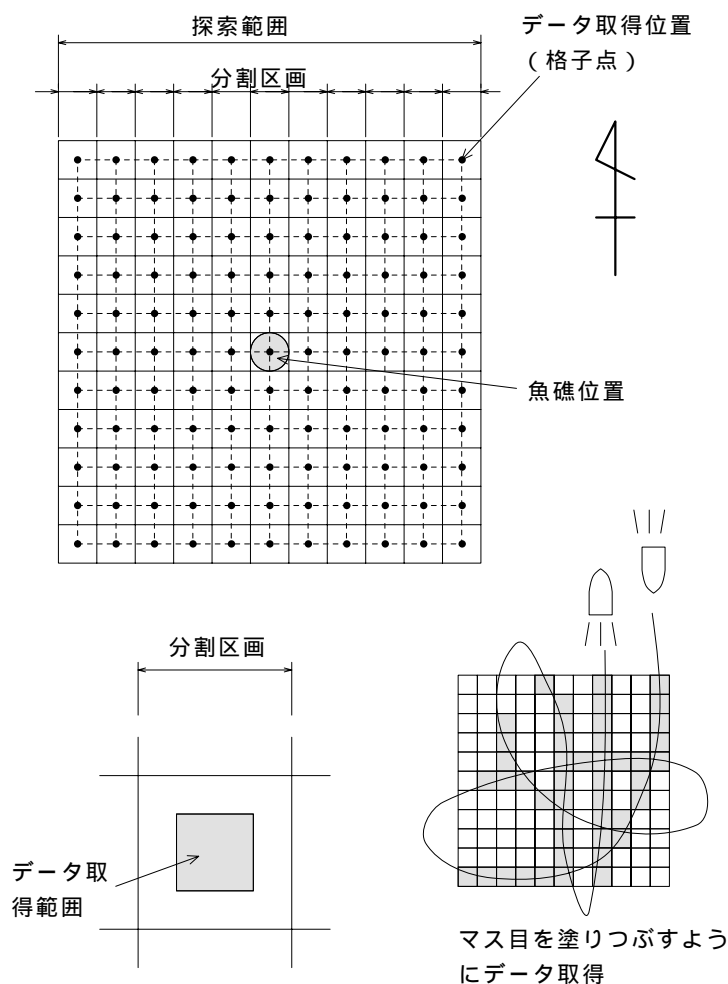 探索範囲
データ取得位置
(格子点)
分割区画
魚礁位置
分割区画
データ取
得範囲
マス目を塗りつぶすよう
にデータ取得